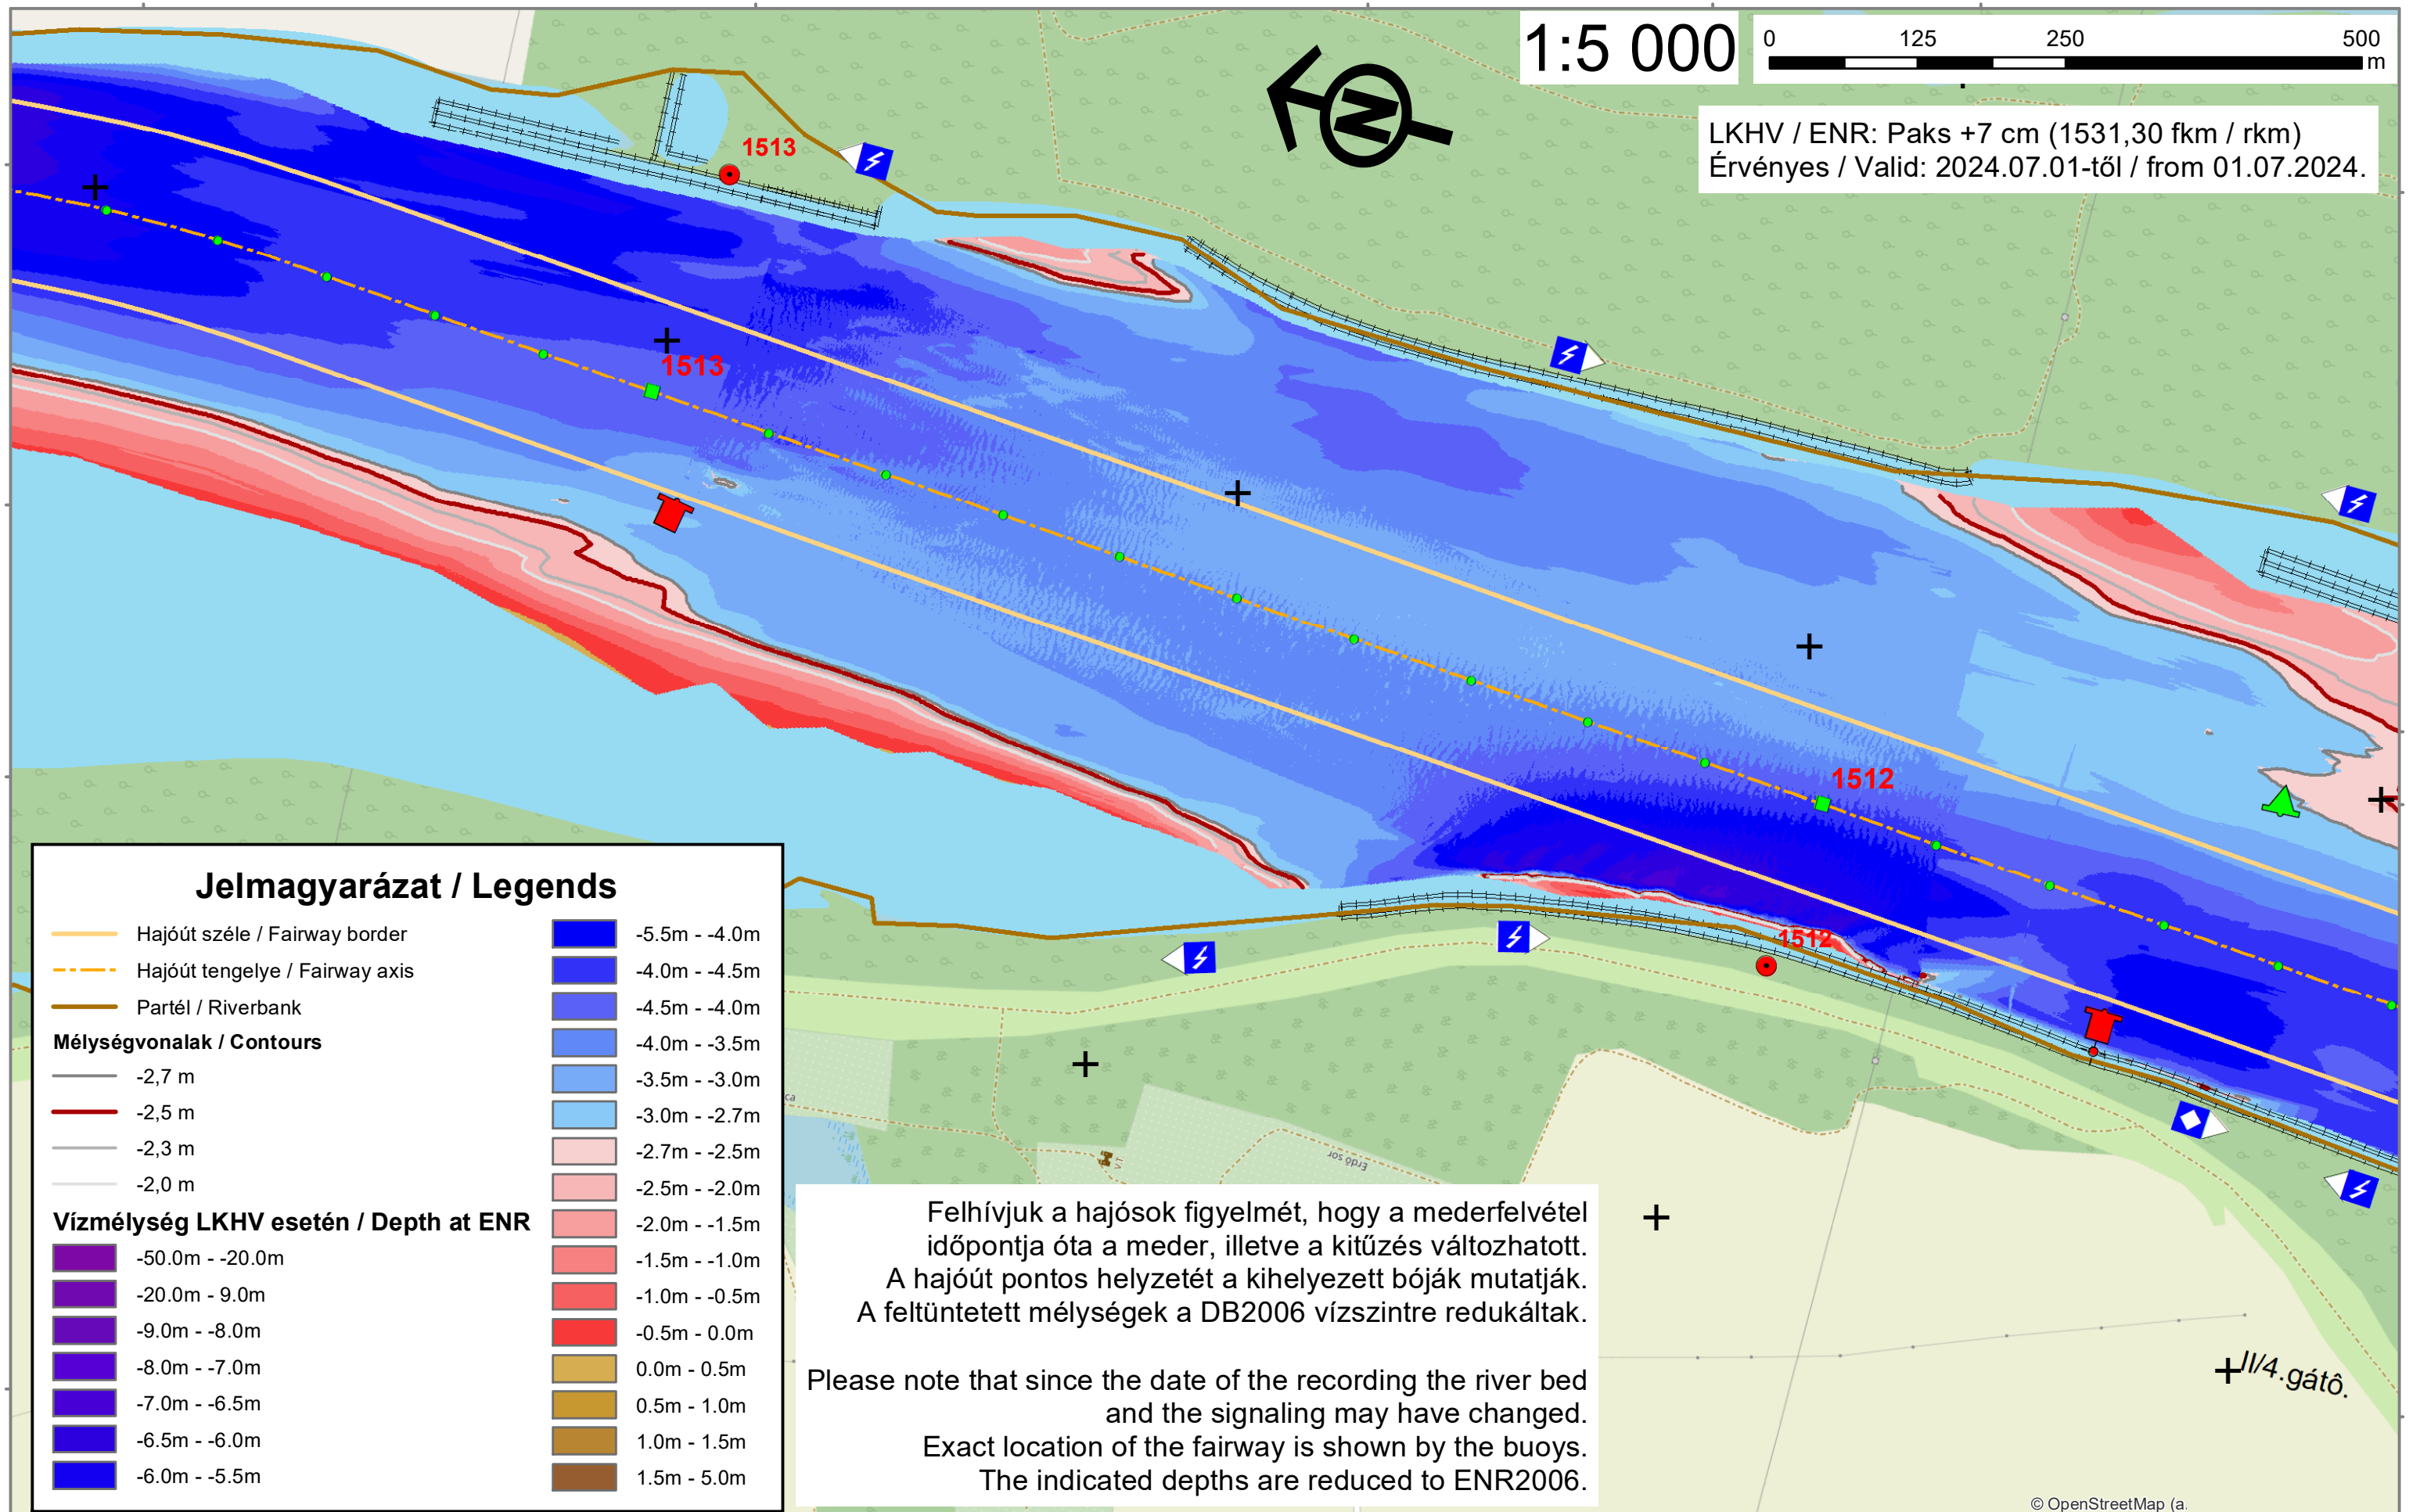 1:5 000
0 125 250 500
m
LKHV / ENR: Paks +7 cm (1531,30 fkm / rkm)
Érvényes / Valid: 2024.07.01-től / from 01.07.2024.
N
1513
1513
1512
1512
Jelmagyarázat / Legends
Hajóút széle / Fairway border
Hajóút tengelye / Fairway axis
Partél / Riverbank
Mélységvonalak / Contours
-2,7 m
-2,5 m
-2,3 m
-2,0 m
Vízmélység LKHV esetén / Depth at ENR
-50.0m - -20.0m
-20.0m - 9.0m
-9.0m - -8.0m
-8.0m - -7.0m
-7.0m - -6.5m
-6.5m - -6.0m
-6.0m - -5.5m
-5.5m - -4.0m
-4.0m - -4.5m
-4.5m - -4.0m
-4.0m - -3.5m
-3.5m - -3.0m
-3.0m - -2.7m
-2.7m - -2.5m
-2.5m - -2.0m
-2.0m - -1.5m
-1.5m - -1.0m
-1.0m - -0.5m
-0.5m - 0.0m
0.0m - 0.5m
0.5m - 1.0m
1.0m - 1.5m
1.5m - 5.0m
ca
Erdő sor
Felhívjuk a hajósok figyelmét, hogy a mederfelvétel
időpontja óta a meder, illetve a kitűzés változhatott.
A hajóút pontos helyzetét a kihelyezett bóják mutatják.
A feltüntetett mélységek a DB2006 vízszintre redukáltak.
Please note that since the date of the recording the river bed
and the signaling may have changed.
Exact location of the fairway is shown by the buoys.
The indicated depths are reduced to ENR2006.
II/4.gátô.
© OpenStreetMap (a.